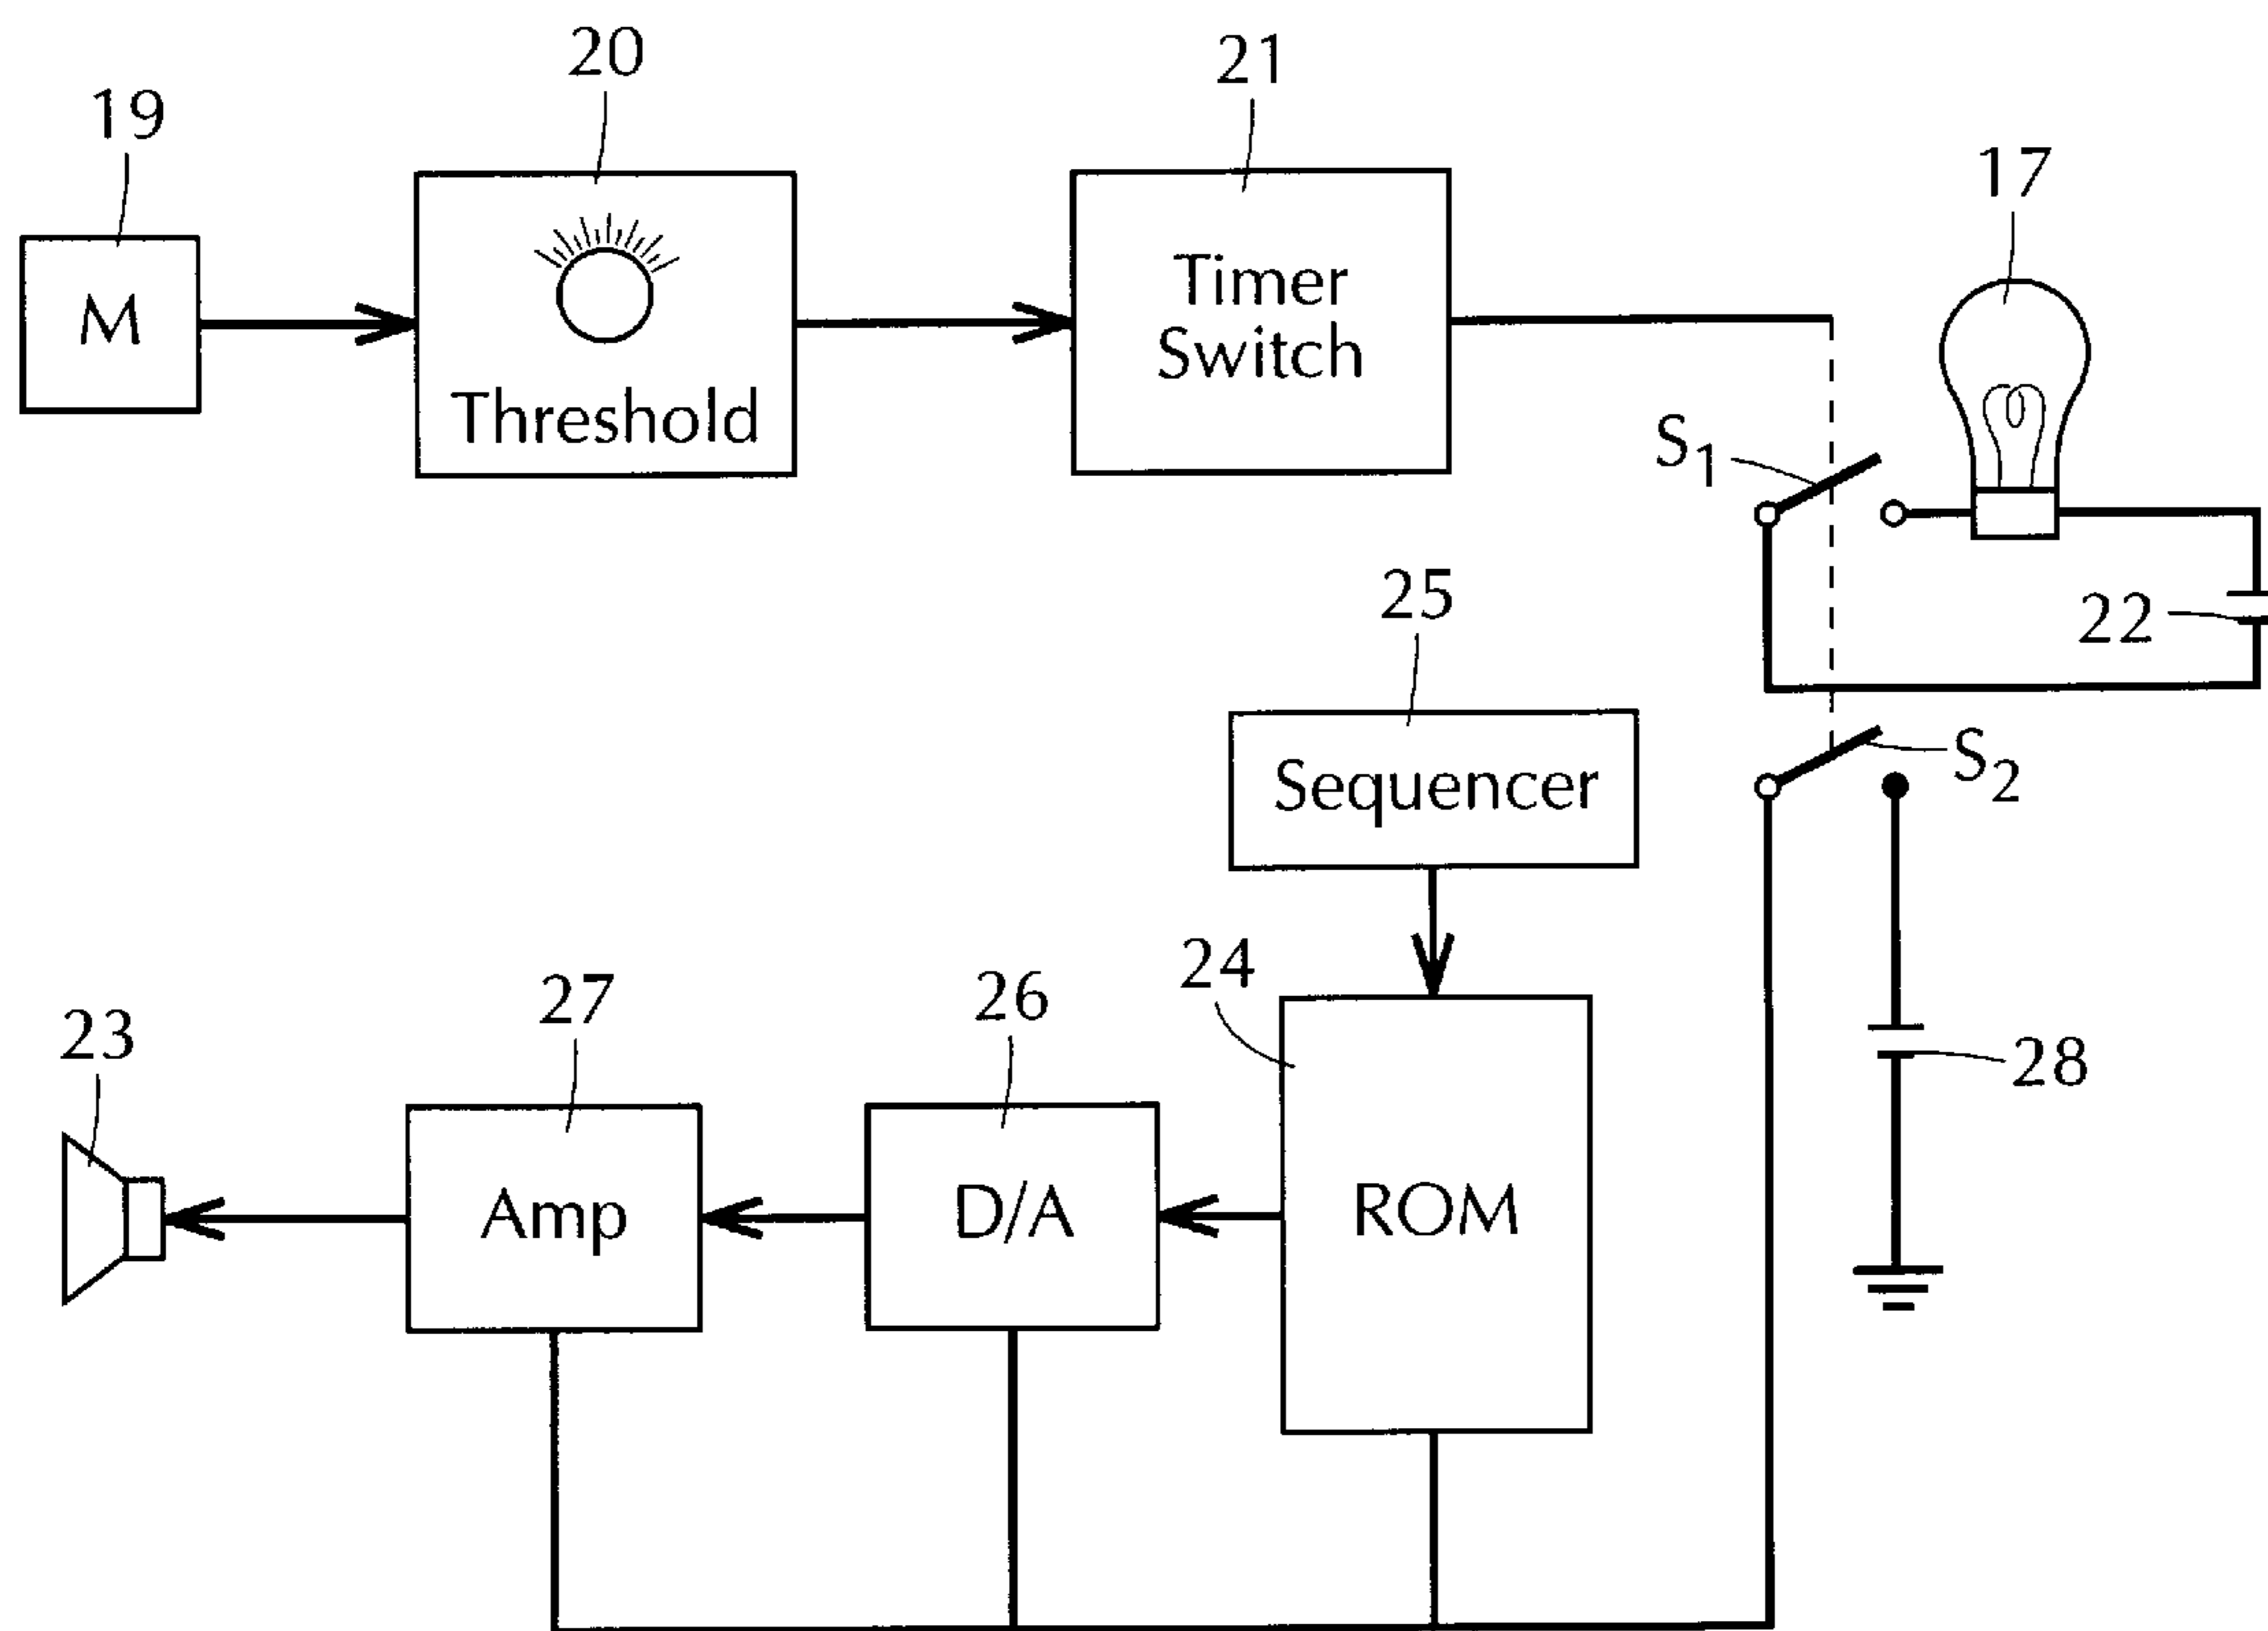 20
21
19
17
M
Threshold
Timer
Switch
S1
25
22
Sequencer
S2
24
27
26
23
28
Amp
D/A
ROM